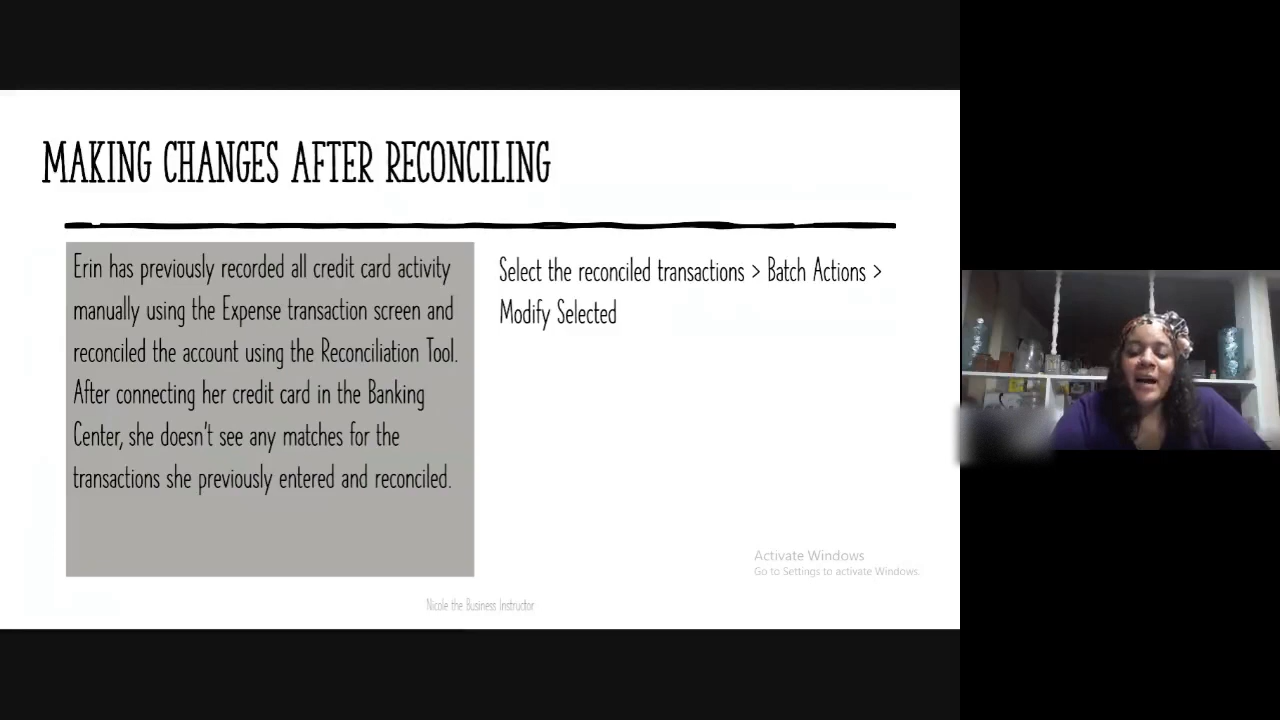 MAKING CHANGES AFTER RECONCILING
Erin has previously recorded all credit card activity
manually using the Expense transaction screen and
reconciled the account using the Reconciliation Tool.
After connecting her credit card in the Banking
Center, she doesn't see any matches for the
transactions she previously entered and reconciled.
Select the reconciled transactions > Batch Actions >
Modify Selected
Activate Windows
Go to Settings to activate Windows.
Nicole the Business Instructor